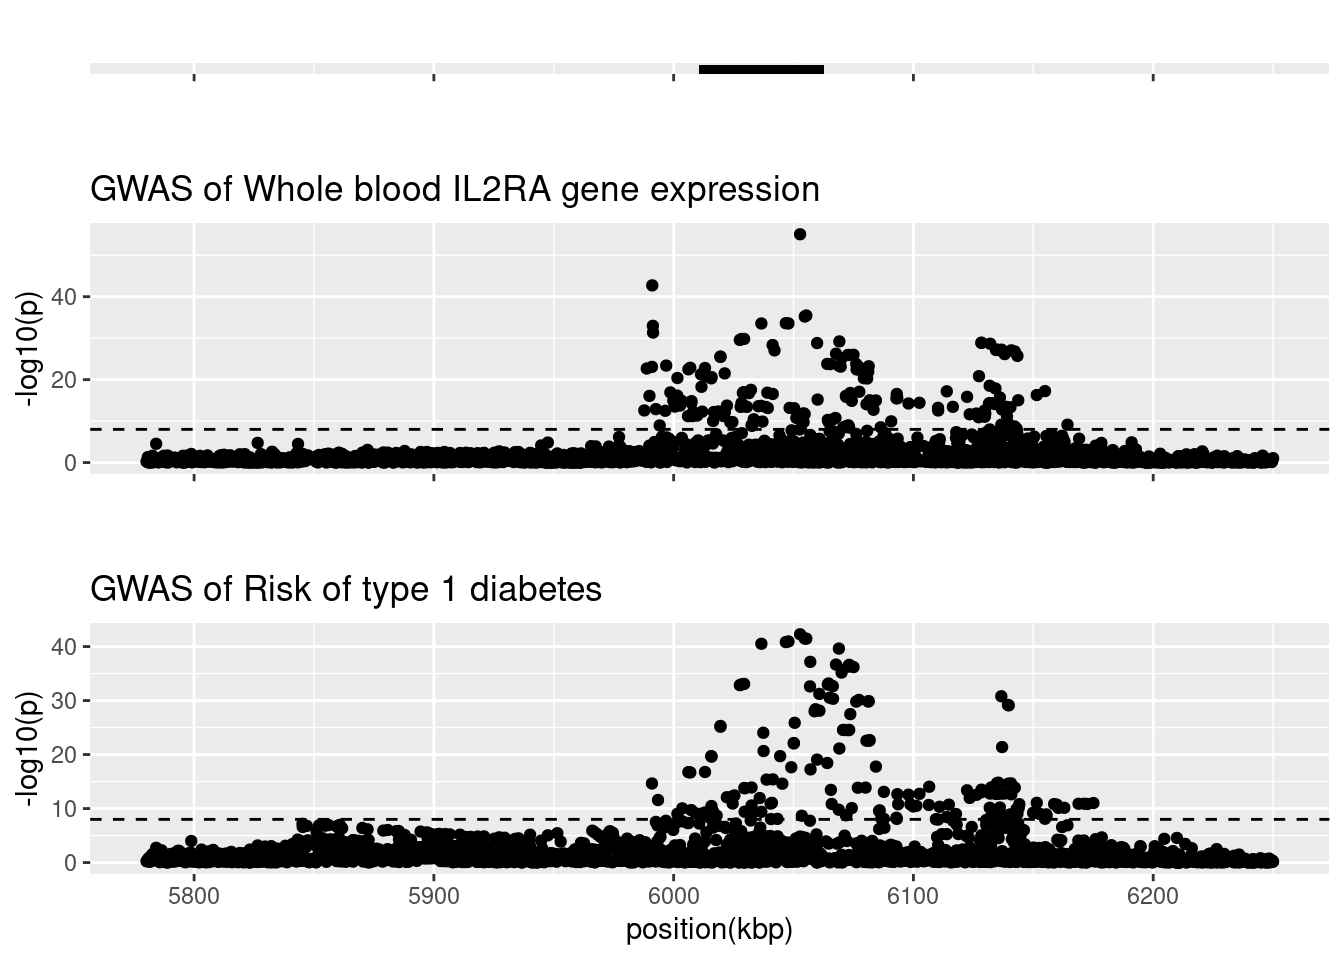 GWAS of Whole blood IL2RA gene expression
-log10(p)
40
20
0
GWAS of Risk of type 1 diabetes
-log10(p)
40
30
20
10
0
5800 5900 6000 6100 6200
position(kbp)